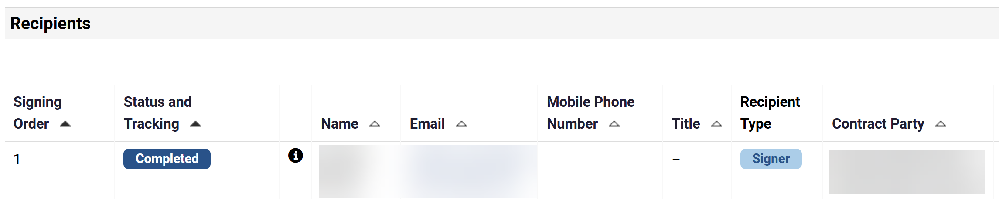 Recipients
Signing Order
Status and Tracking
Name
Email
Mobile Phone Number
Title
Recipient Type
Contract Party
1
Completed
–
Signer